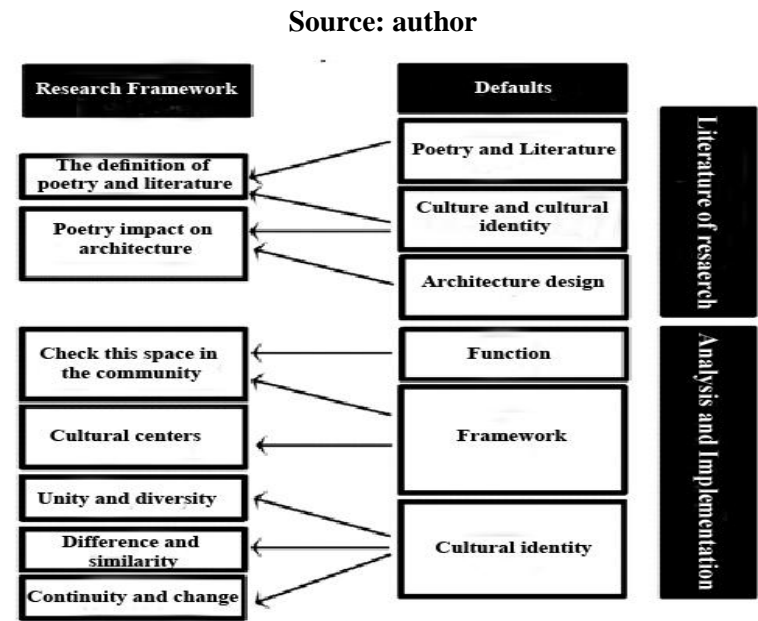 Source: author
Research Framework
Defaults
The definition of
poetry and literature
Poetry impact on
architecture
Check this space in
the community
Cultural centers
Unity and diversity
Difference and
similarity
Continuity and change
Poetry and Literature
Culture and cultural
identity
Architecture design
Function
Framework
Cultural identity
Literature of resaerch
Analysis and Implementation